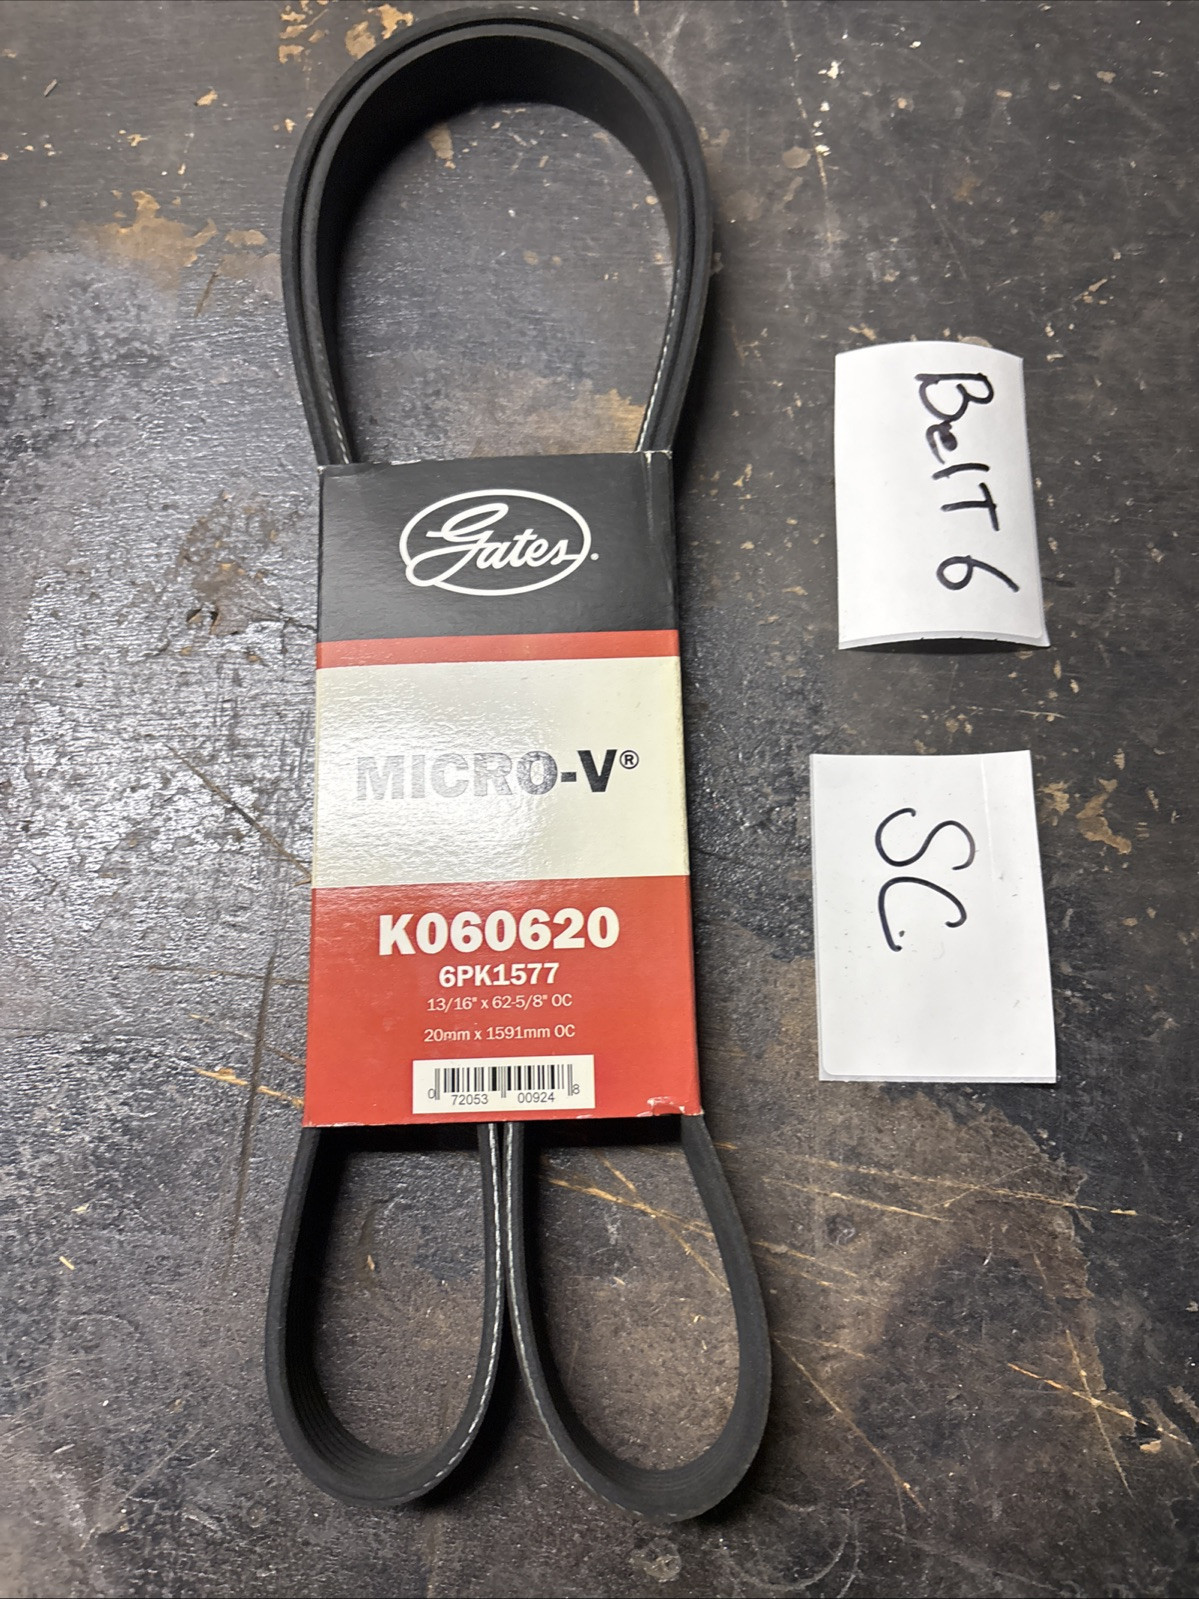 Gates
MICRO-V®
K060620
6PK1577
13/16" x 62-5/8" OC
20mm x 1591mm OC
0 72053 00924 8
BelT 6
SC